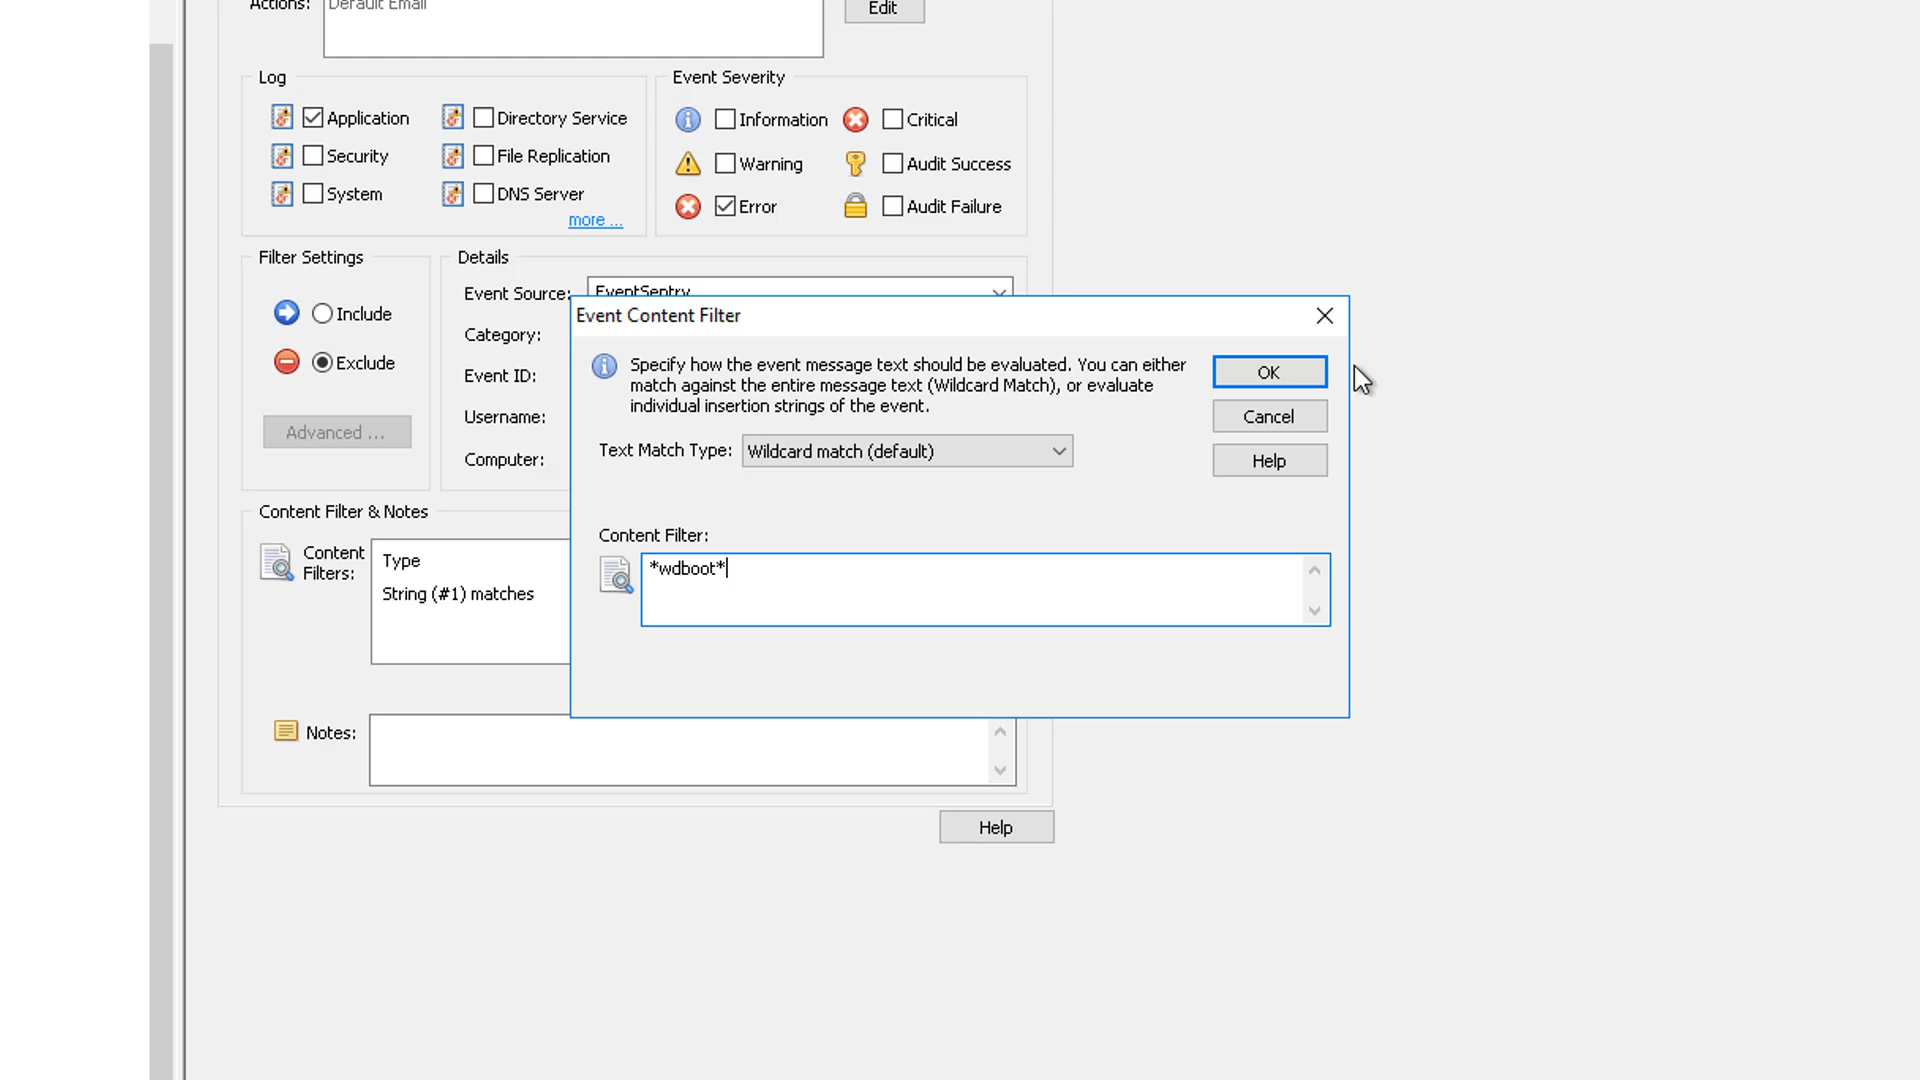 Actions: Default Email Edit
Log
Application Directory Service
Security File Replication
System DNS Server
more ...
Event Severity
Information Critical
Warning Audit Success
Error Audit Failure
Filter Settings
Include
Exclude
Advanced ...
Details
Event Source: EventSentry
Category:
Event ID:
Username:
Computer:
Event Content Filter
Specify how the event message text should be evaluated. You can either
match against the entire message text (Wildcard Match), or evaluate
individual insertion strings of the event.
OK
Cancel
Help
Text Match Type: Wildcard match (default)
Content Filter:
*wdboot*
Content Filter & Notes
Content
Filters:
Type
String (#1) matches
Notes:
Help